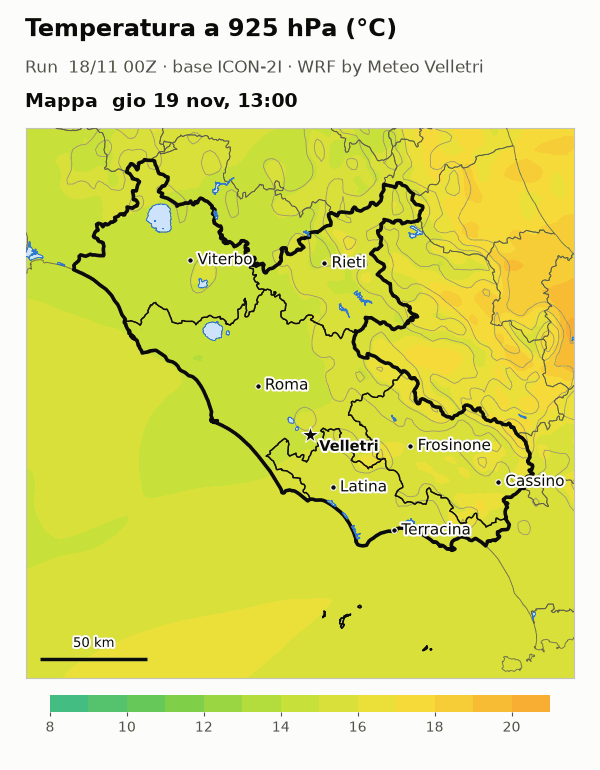 Temperatura a 925 hPa (°C)
Run  18/11 00Z · base ICON-2I · WRF by Meteo Velletri
Mappa  gio 19 nov, 13:00
Viterbo
Rieti
Roma
Velletri
Frosinone
Latina
Cassino
Terracina
50 km
8 10 12 14 16 18 20